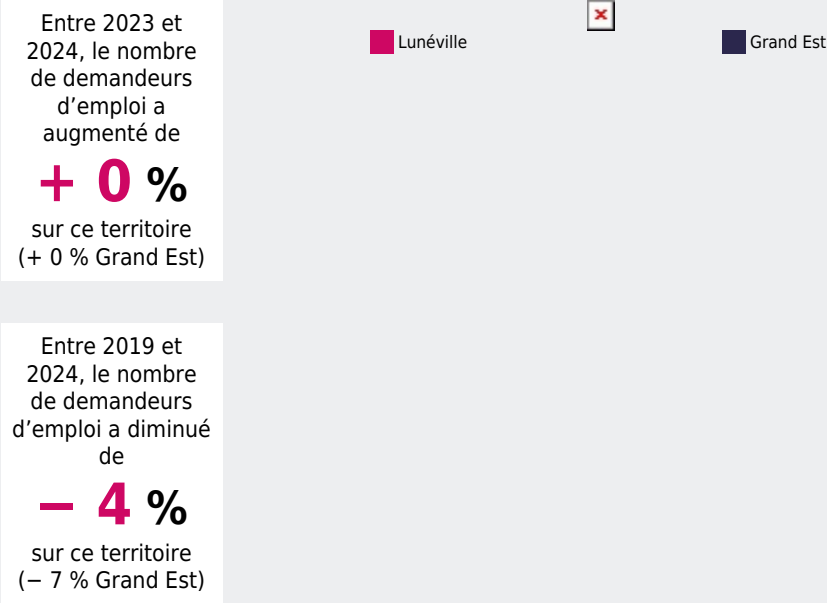 Entre 2023 et
2024, le nombre
de demandeurs
d’emploi a
augmenté de
+ 0 %
sur ce territoire
(+ 0 % Grand Est)
Entre 2019 et
2024, le nombre
de demandeurs
d’emploi a diminué
de
− 4 %
sur ce territoire
(− 7 % Grand Est)
Lunéville
Grand Est